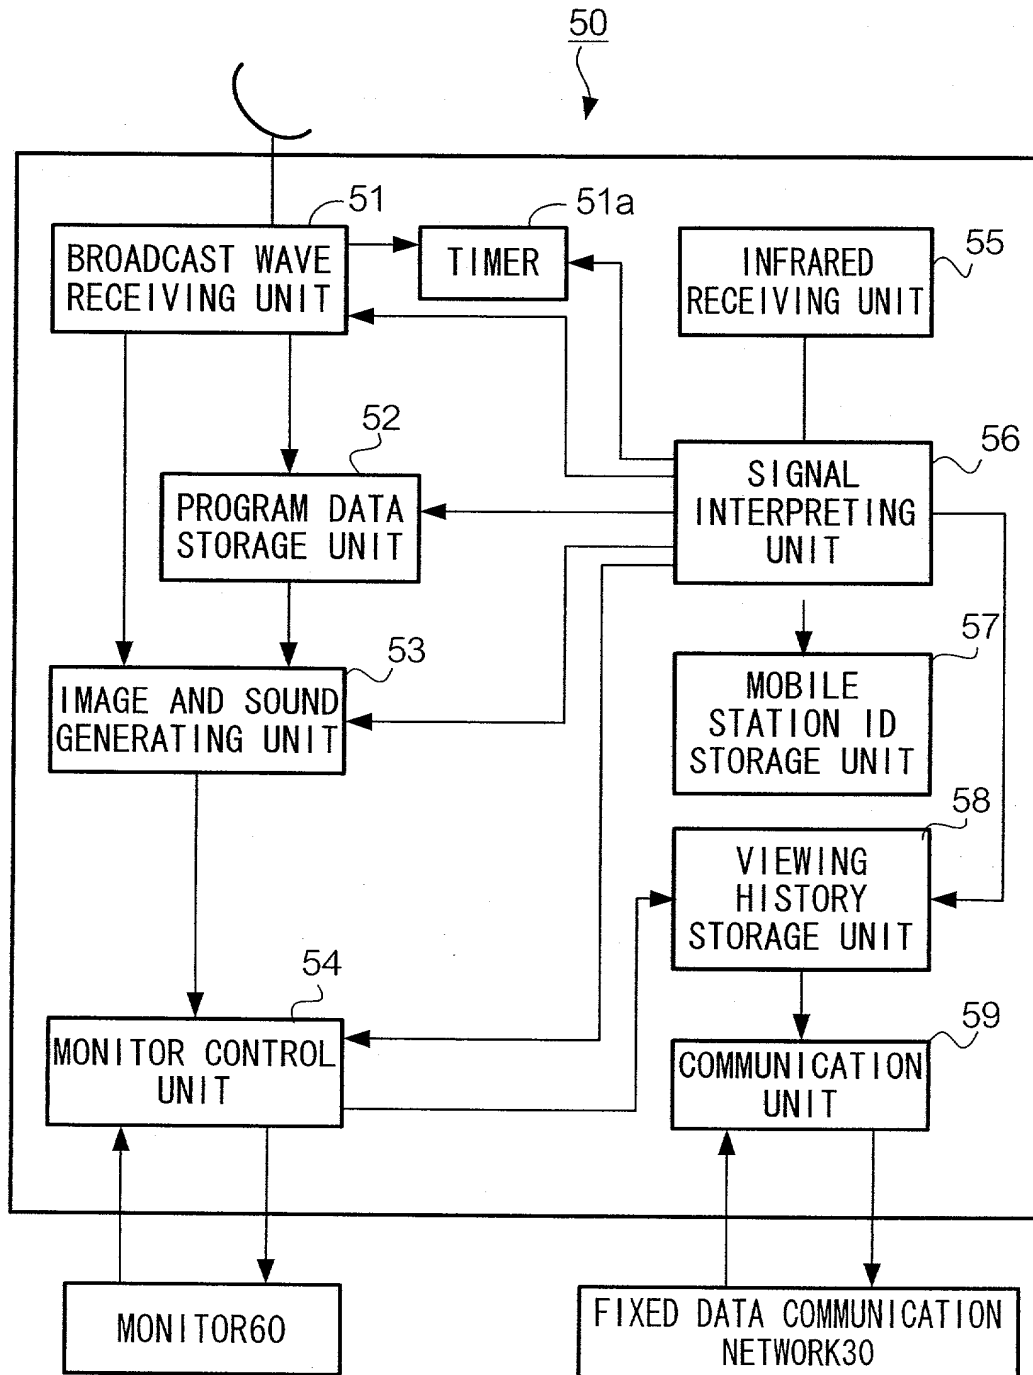 50
51
51a
BROADCAST WAVE
RECEIVING UNIT
TIMER
INFRARED
RECEIVING UNIT
55
52
PROGRAM DATA
STORAGE UNIT
SIGNAL
INTERPRETING
UNIT
56
53
IMAGE AND SOUND
GENERATING UNIT
57
MOBILE
STATION ID
STORAGE UNIT
58
VIEWING
HISTORY
STORAGE UNIT
54
MONITOR CONTROL
UNIT
59
COMMUNICATION
UNIT
MONITOR60
FIXED DATA COMMUNICATION
NETWORK30